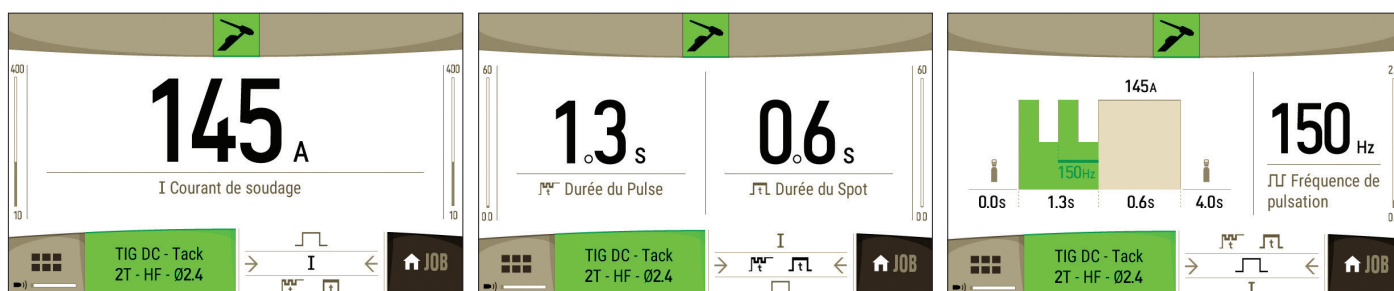 400
400
145 A
I Courant de soudage
10
10
TIG DC - Tack
2T - HF - Ø2.4
I
t
JOB
60
60
1.3 s
0.6 s
t Durée du Pulse
t Durée du Spot
0.0
0.0
TIG DC - Tack
2T - HF - Ø2.4
I
t
t
JOB
145A
150Hz
0.0s
1.3s
0.6s
4.0s
150 Hz
Fréquence de
pulsation
TIG DC - Tack
2T - HF - Ø2.4
t
t
I
JOB